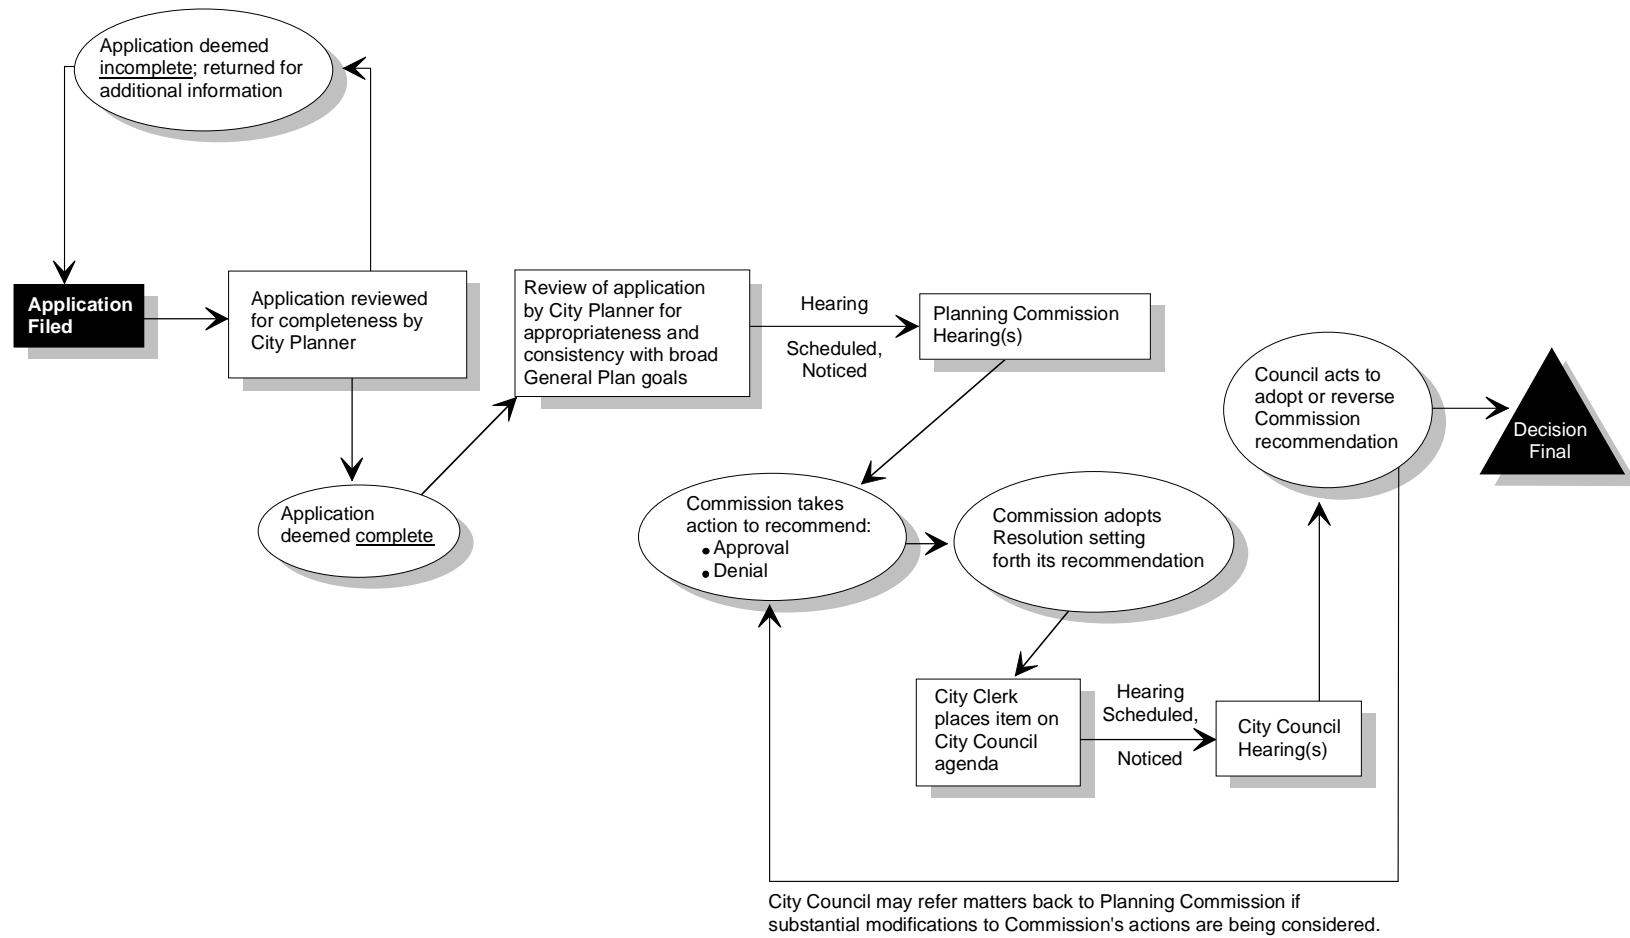 Application deemed
incomplete; returned for
additional information
Application
Filed
Application reviewed
for completeness by
City Planner
Application
deemed complete
Review of application
by City Planner for
appropriateness and
consistency with broad
General Plan goals
Hearing
Scheduled,
Noticed
Planning Commission
Hearing(s)
Commission takes
action to recommend:
• Approval
• Denial
Commission adopts
Resolution setting
forth its recommendation
City Clerk
places item on
City Council
agenda
Hearing
Scheduled,
Noticed
City Council
Hearing(s)
Council acts to
adopt or reverse
Commission
recommendation
Decision
Final
City Council may refer matters back to Planning Commission if
substantial modifications to Commission's actions are being considered.